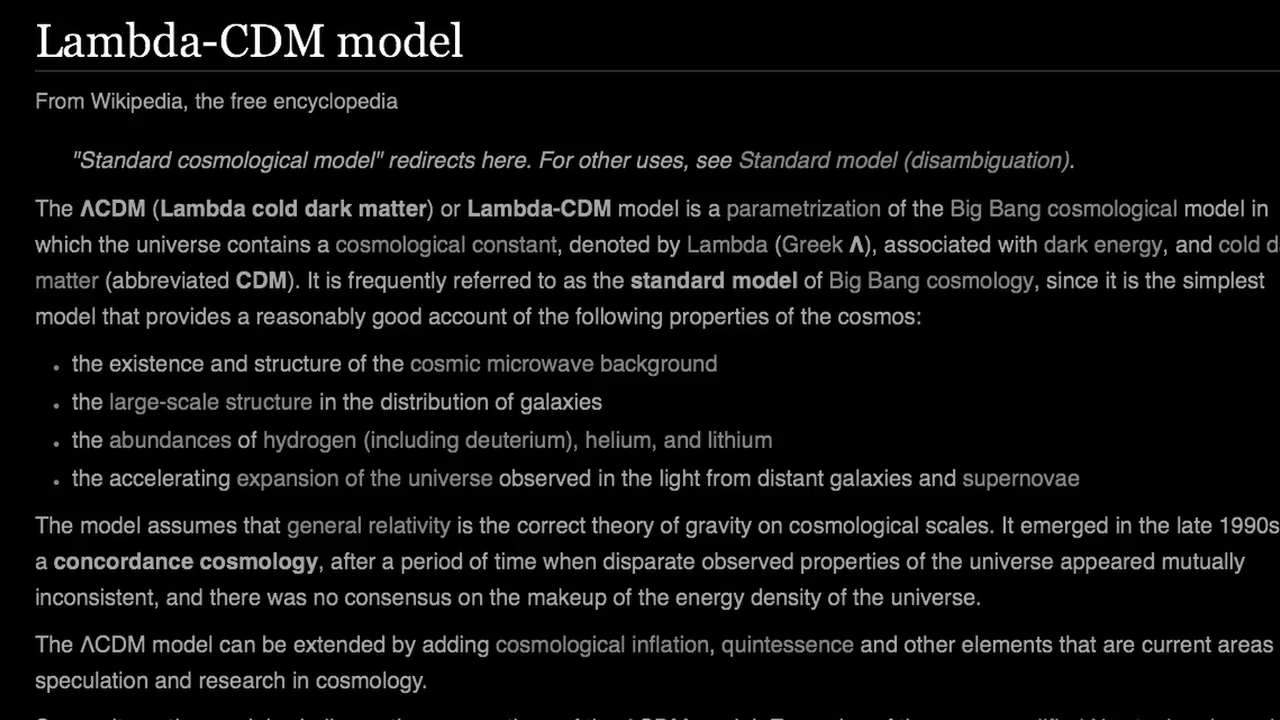 Lambda-CDM model
From Wikipedia, the free encyclopedia
"Standard cosmological model" redirects here. For other uses, see Standard model (disambiguation).
The ΛCDM (Lambda cold dark matter) or Lambda-CDM model is a parametrization of the Big Bang cosmological model in
which the universe contains a cosmological constant, denoted by Lambda (Greek Λ), associated with dark energy, and cold d
matter (abbreviated CDM). It is frequently referred to as the standard model of Big Bang cosmology, since it is the simplest
model that provides a reasonably good account of the following properties of the cosmos:
• the existence and structure of the cosmic microwave background
• the large-scale structure in the distribution of galaxies
• the abundances of hydrogen (including deuterium), helium, and lithium
• the accelerating expansion of the universe observed in the light from distant galaxies and supernovae
The model assumes that general relativity is the correct theory of gravity on cosmological scales. It emerged in the late 1990s
a concordance cosmology, after a period of time when disparate observed properties of the universe appeared mutually
inconsistent, and there was no consensus on the makeup of the energy density of the universe.
The ΛCDM model can be extended by adding cosmological inflation, quintessence and other elements that are current areas
speculation and research in cosmology.